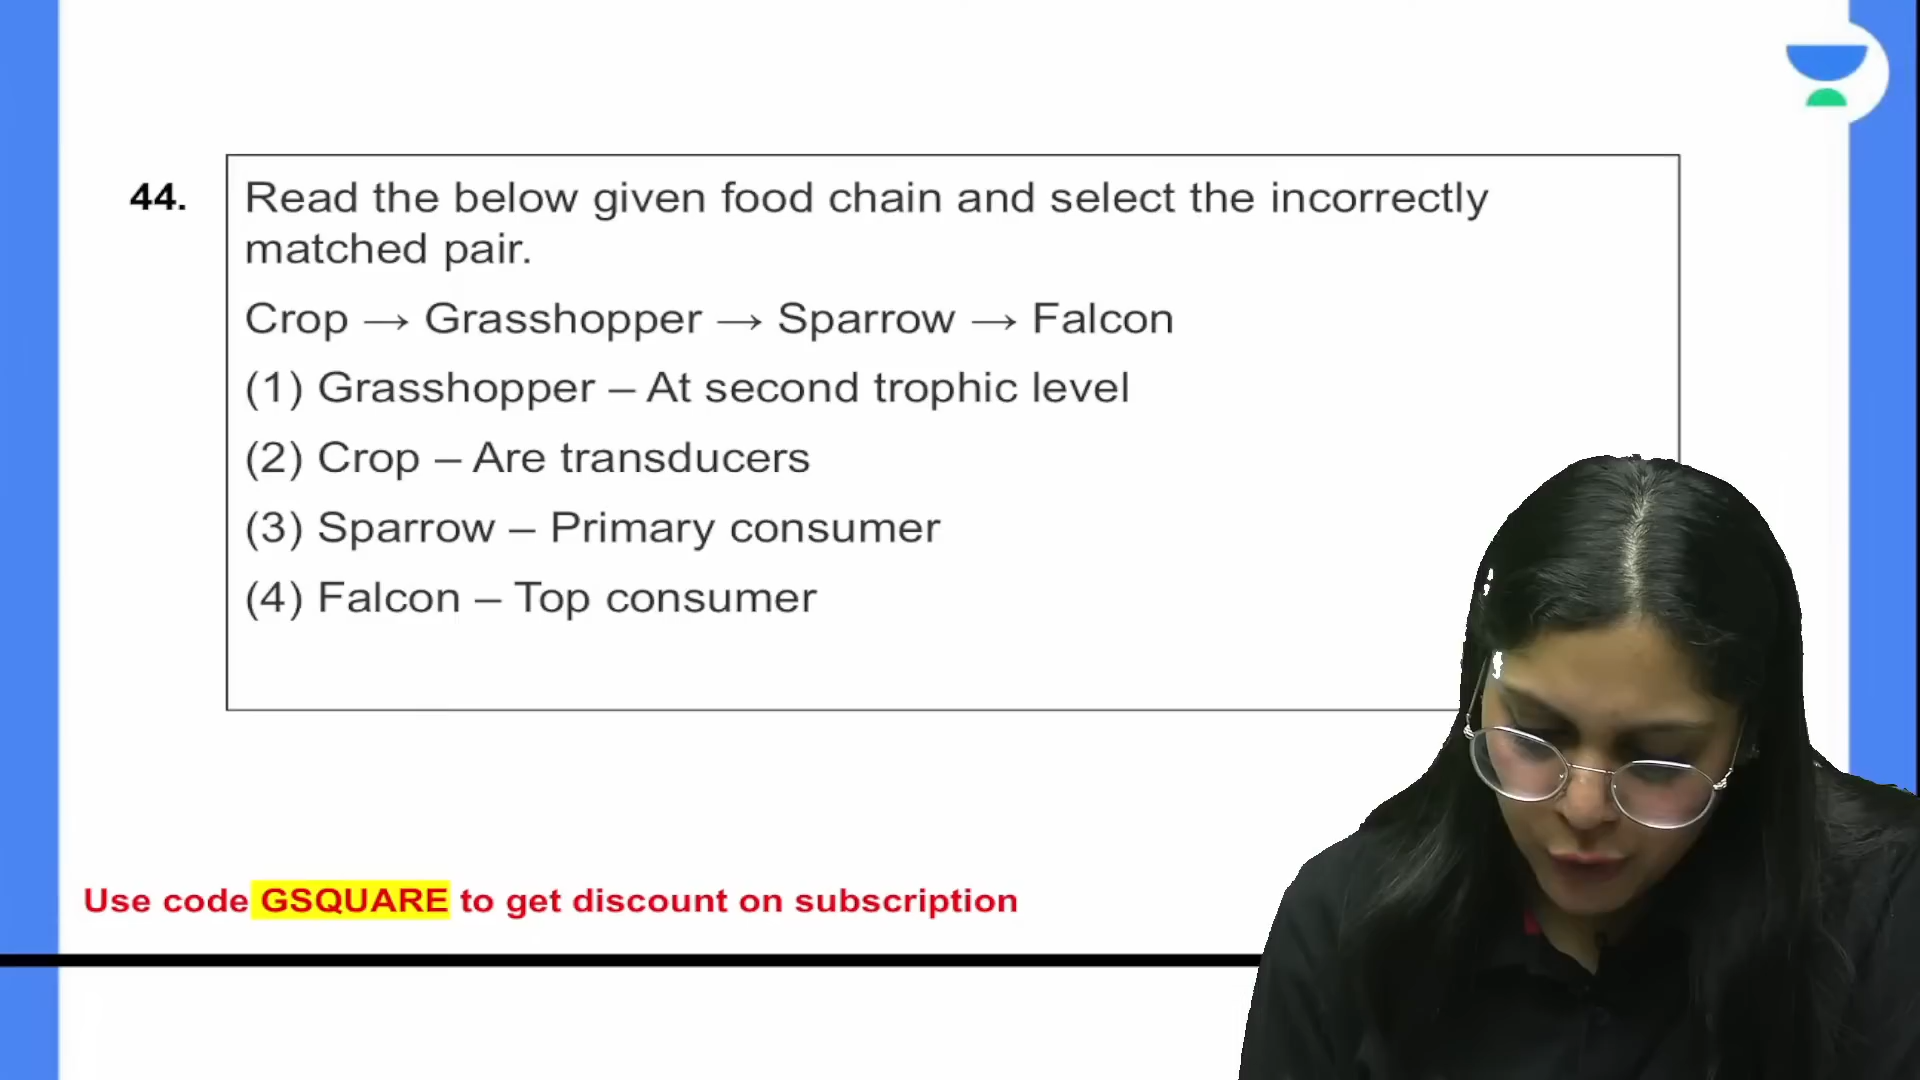 44.
Read the below given food chain and select the incorrectly
matched pair.
Crop → Grasshopper → Sparrow → Falcon
(1) Grasshopper – At second trophic level
(2) Crop – Are transducers
(3) Sparrow – Primary consumer
(4) Falcon – Top consumer
Use code GSQUARE to get discount on subscription